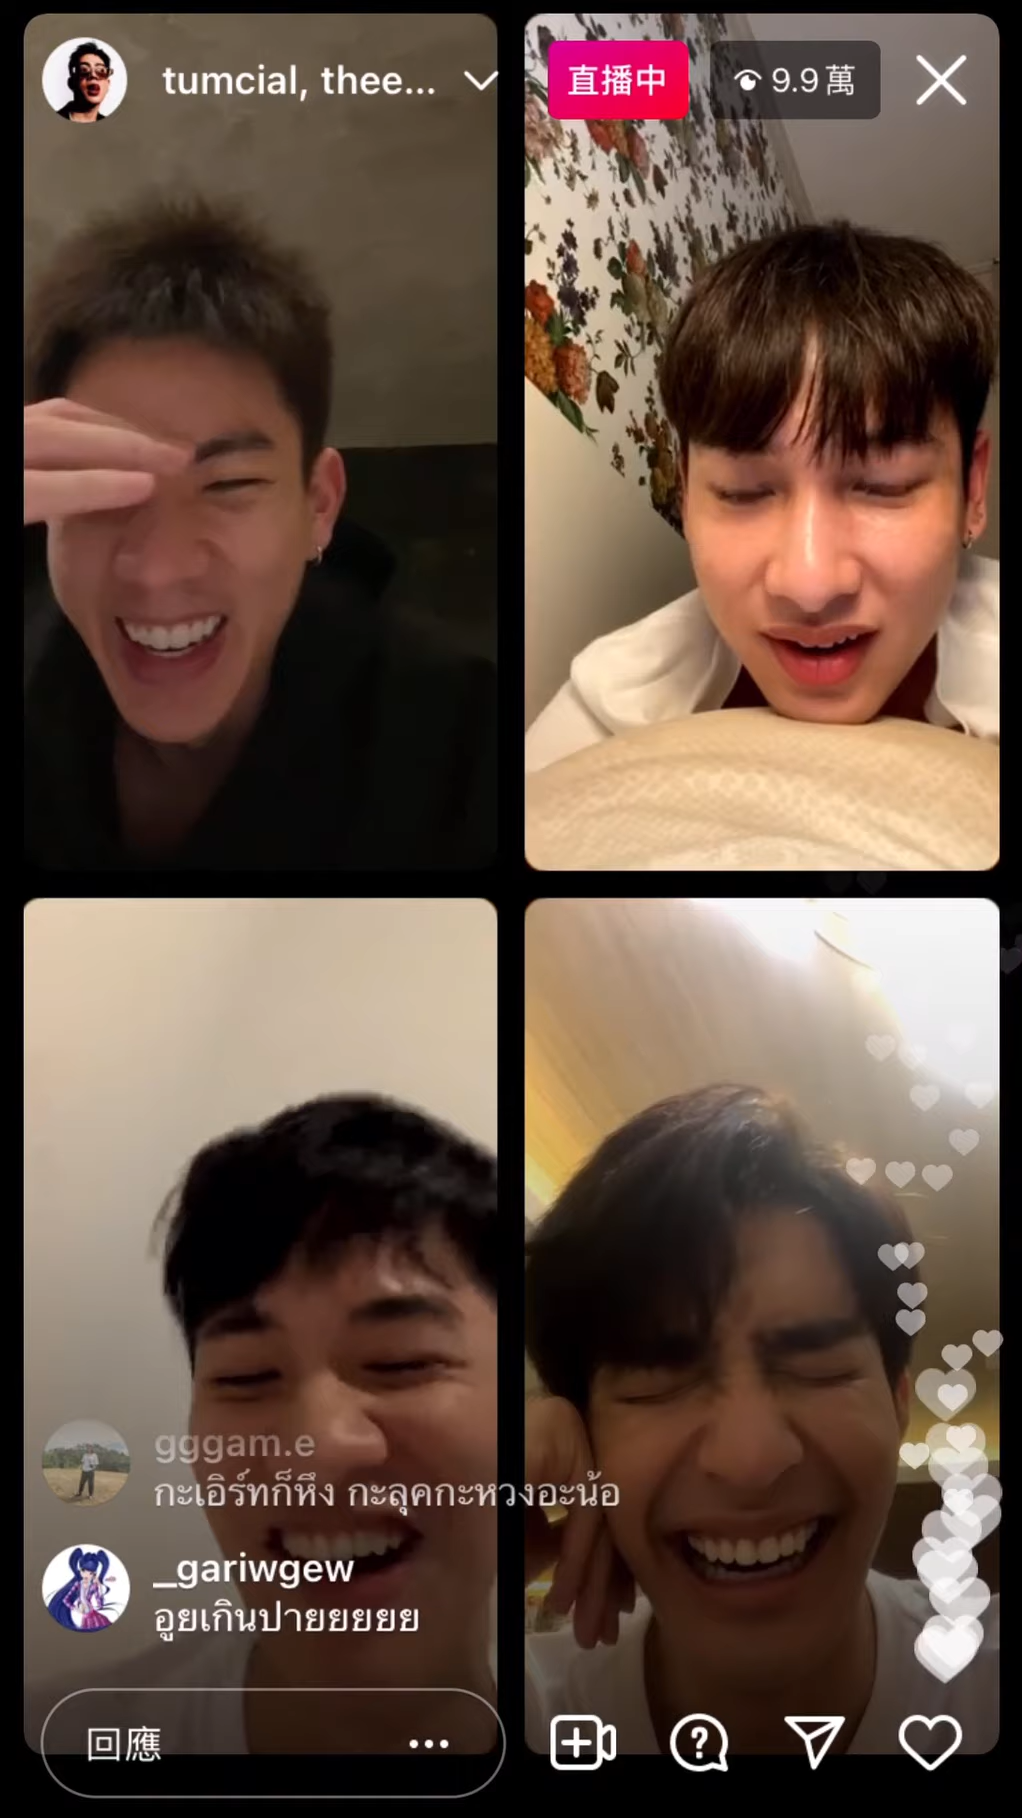 tumcial, thee...
直播中
9.9萬
gggam.e
กะเอิร์ทก็หึง กะลุคกะหวงอะน้อ
_gariwgew
อูยเกินปายยยยยย
回應